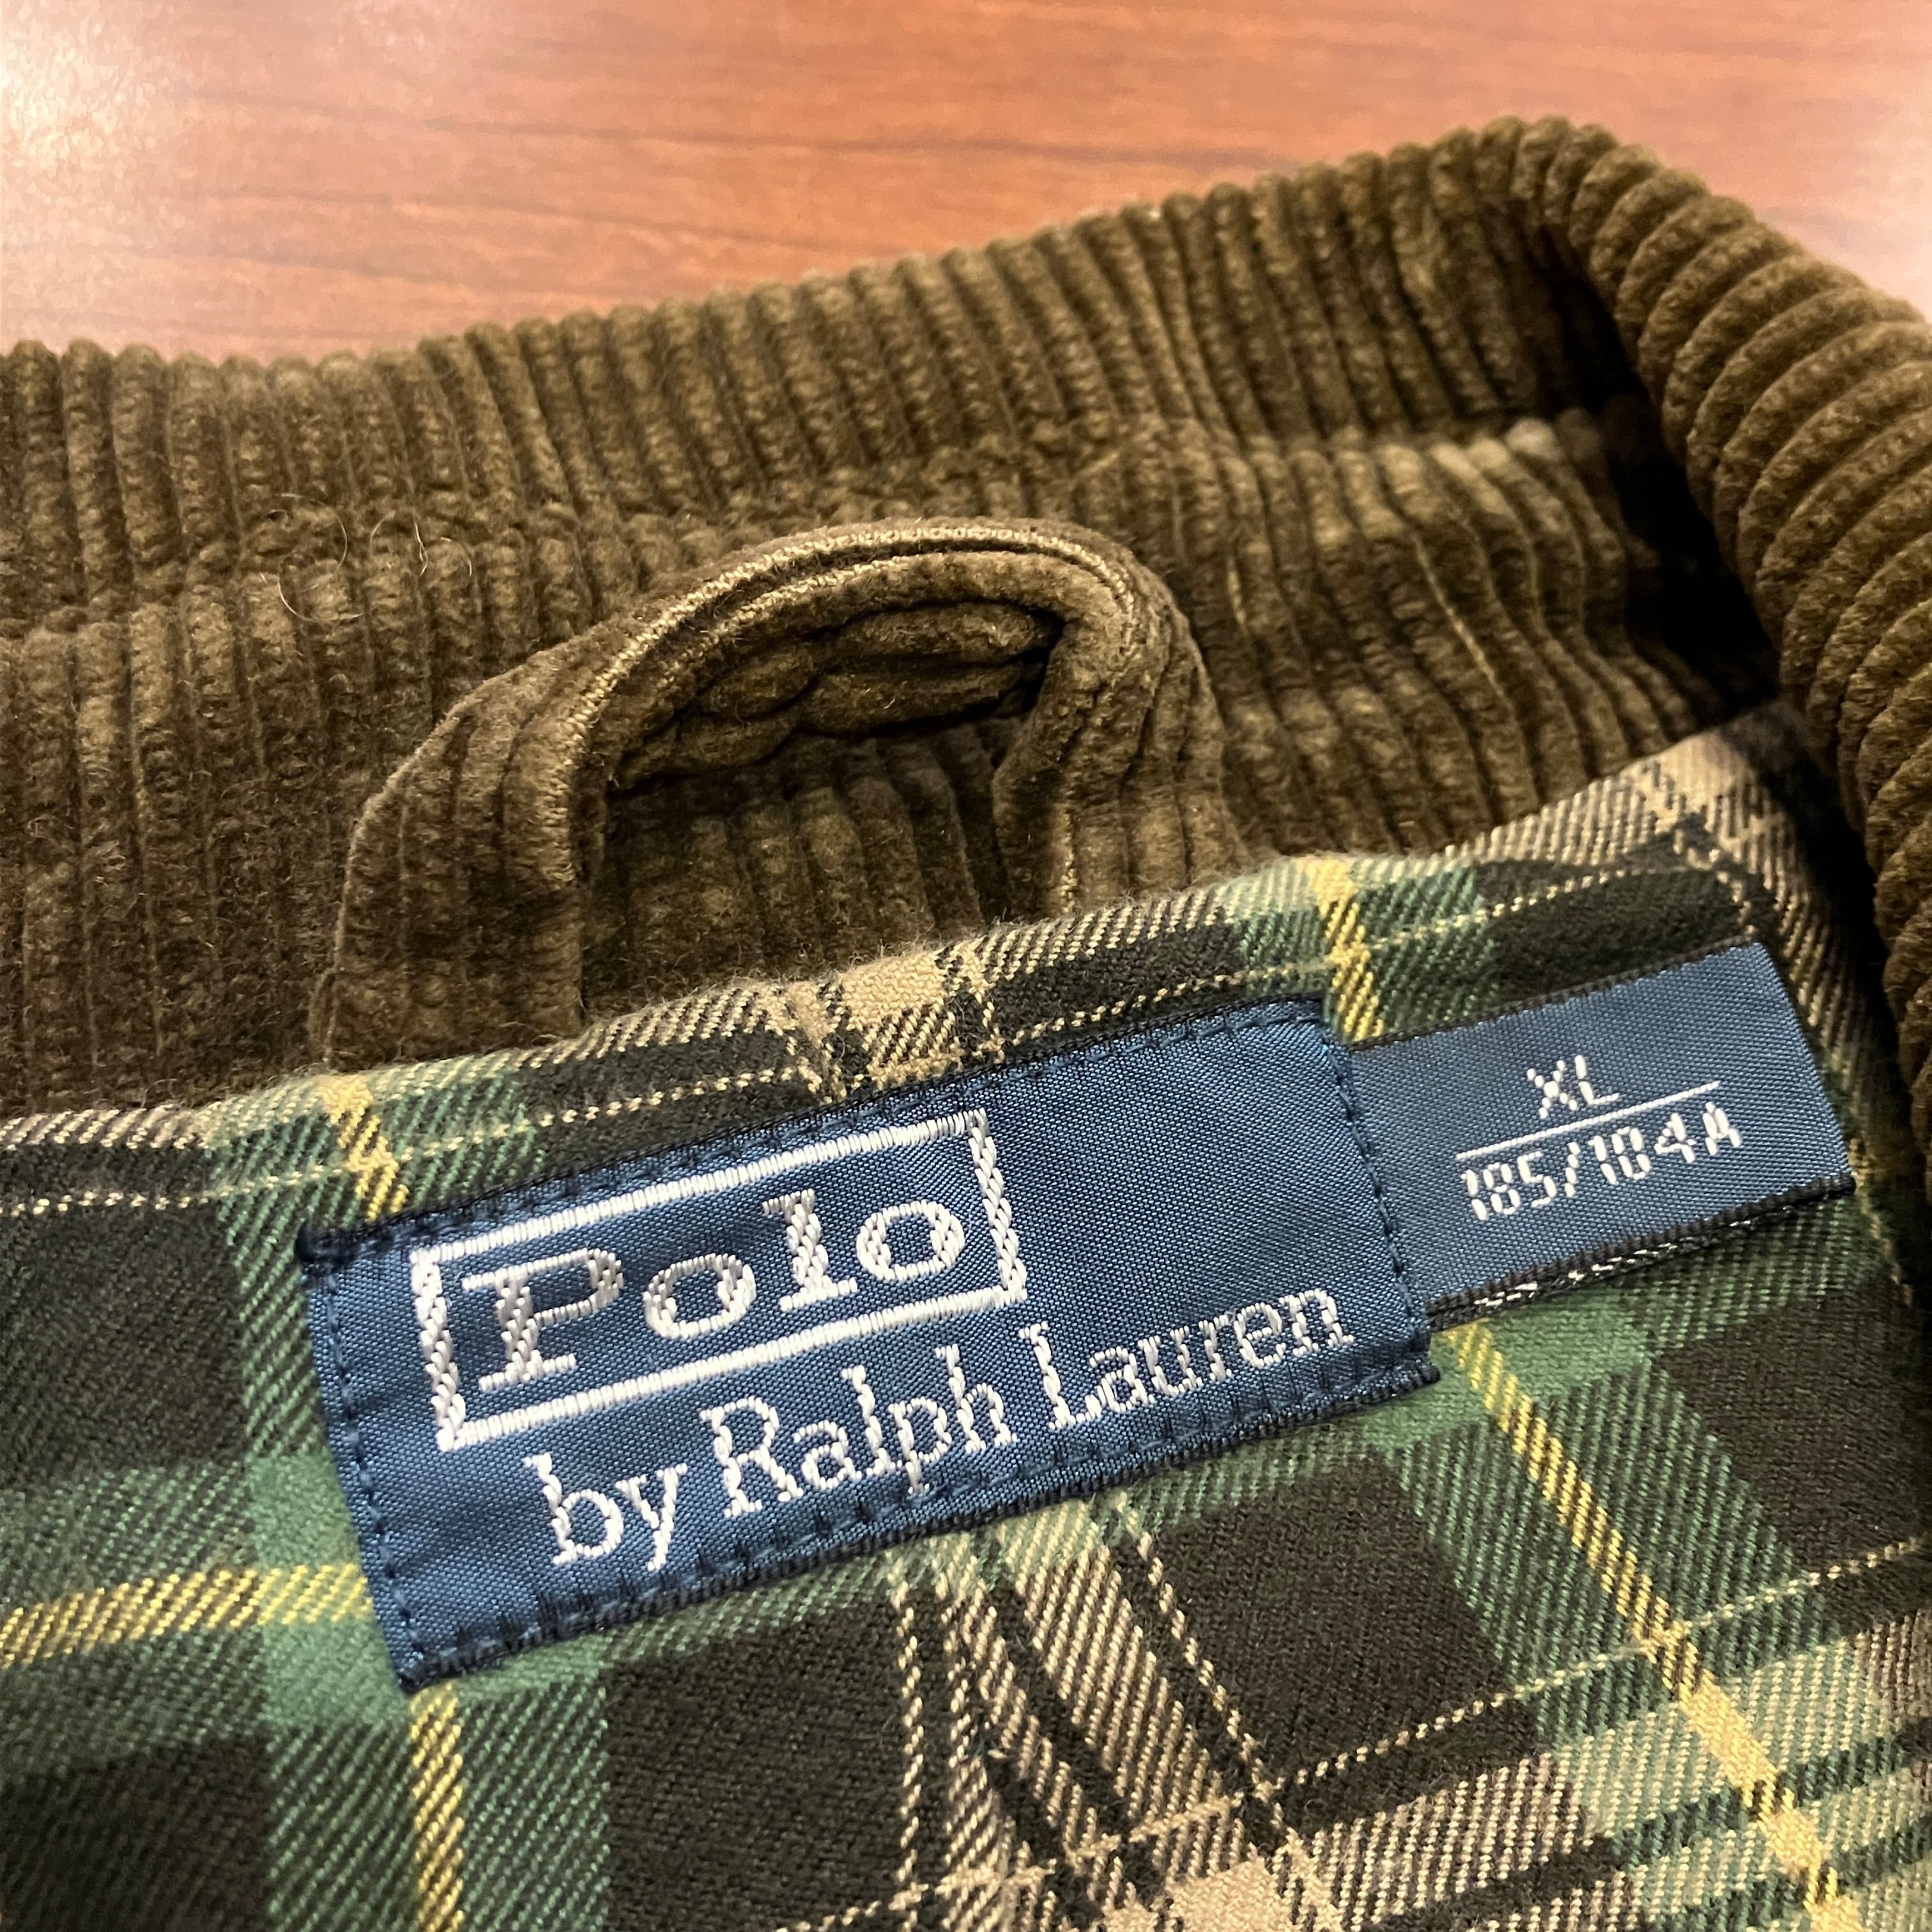 Polo
by Ralph Lauren
XL
185/104A